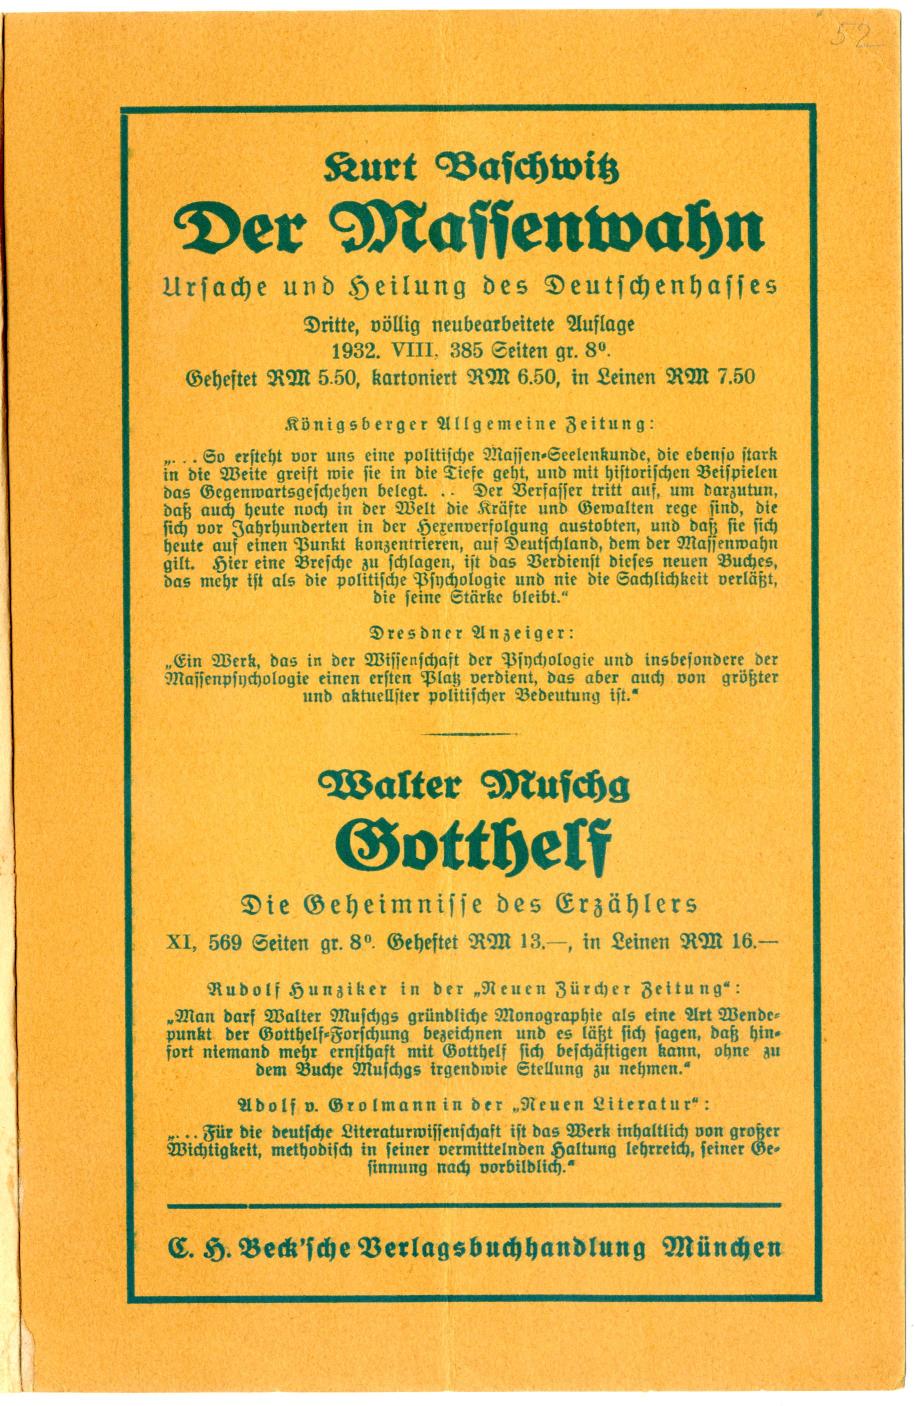 52
Kurt Baschwitz
Der Massenwahn
Ursache und Heilung des Deutschenhasses
Dritte, völlig neubearbeitete Auflage
1932. VIII, 385 Seiten gr. 8⁰.
Geheftet RM 5.50, kartoniert RM 6.50, in Leinen RM 7.50
Königsberger Allgemeine Zeitung:
„... So ersteht vor uns eine politische Massen-Seelenkunde, die ebenso stark
in die Weite greift wie sie in die Tiefe geht, und mit historischen Beispielen
das Gegenwartsgeschehen belegt. .. Der Verfasser tritt auf, um darzutun,
daß auch heute noch in der Welt die Kräfte und Gewalten rege sind, die
sich vor Jahrhunderten in der Hexenverfolgung austobten, und daß sie sich
heute auf einen Punkt konzentrieren, auf Deutschland, dem der Massenwahn
gilt. Hier eine Bresche zu schlagen, ist das Verdienst dieses neuen Buches,
das mehr ist als die politische Psychologie und nie die Sachlichkeit verläßt,
die seine Stärke bleibt.“
Dresdner Anzeiger:
„Ein Werk, das in der Wissenschaft der Psychologie und insbesondere der
Massenpsychologie einen ersten Platz verdient, das aber auch von größter
und aktuellster politischer Bedeutung ist.“
Walter Muschg
Gotthelf
Die Geheimnisse des Erzählers
XI, 569 Seiten gr. 8⁰. Geheftet RM 13.—, in Leinen RM 16.—
Rudolf Hunziker in der „Neuen Zürcher Zeitung“:
„Man darf Walter Muschgs gründliche Monographie als eine Art Wende-
punkt der Gotthelf-Forschung bezeichnen und es läßt sich sagen, daß hin-
fort niemand mehr ernsthaft mit Gotthelf sich beschäftigen kann, ohne zu
dem Buche Muschgs irgendwie Stellung zu nehmen.“
Adolf v. Grolmann in der „Neuen Literatur“:
„... Für die deutsche Literaturwissenschaft ist das Werk inhaltlich von großer
Wichtigkeit, methodisch in seiner vermittelnden Haltung lehrreich, seiner Ge-
sinnung nach vorbildlich.“
C. H. Beck'sche Verlagsbuchhandlung München